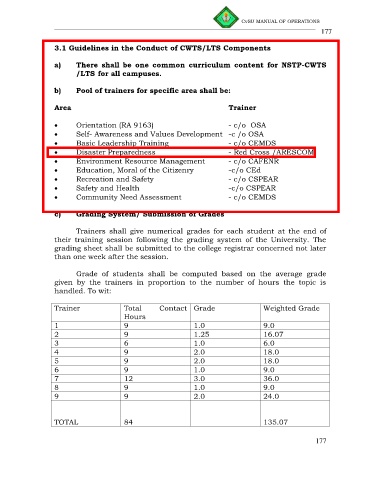 CvSU MANUAL OF OPERATIONS
177
3.1 Guidelines in the Conduct of CWTS/LTS Components
a) There shall be one common curriculum content for NSTP-CWTS
/LTS for all campuses.
b) Pool of trainers for specific area shall be:
Area Trainer
• Orientation (RA 9163) - c/o OSA
• Self- Awareness and Values Development -c /o OSA
• Basic Leadership Training - c/o CEMDS
• Disaster Preparedness - Red Cross /ARESCOM
• Environment Resource Management - c/o CAFENR
• Education, Moral of the Citizenry -c/o CEd
• Recreation and Safety - c/o CSPEAR
• Safety and Health -c/o CSPEAR
• Community Need Assessment - c/o CEMDS
c) Grading System/ Submission of Grades
Trainers shall give numerical grades for each student at the end of
their training session following the grading system of the University. The
grading sheet shall be submitted to the college registrar concerned not later
than one week after the session.
Grade of students shall be computed based on the average grade
given by the trainers in proportion to the number of hours the topic is
handled. To wit:
Trainer Total Contact Grade Weighted Grade
Hours
1 9 1.0 9.0
2 9 1.25 16.07
3 6 1.0 6.0
4 9 2.0 18.0
5 9 2.0 18.0
6 9 1.0 9.0
7 12 3.0 36.0
8 9 1.0 9.0
9 9 2.0 24.0
TOTAL 84 135.07
177